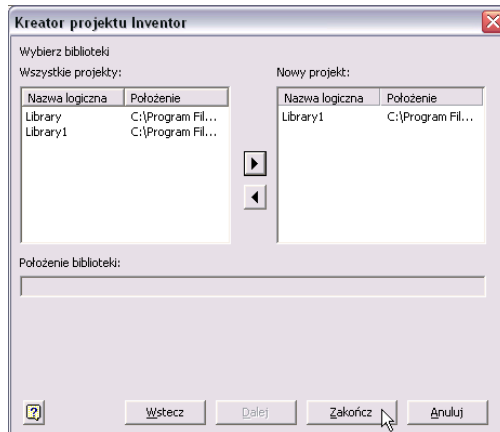 Kreator projektu Inventor
Wybierz biblioteki
Wszystkie projekty:
Nowy projekt:
Nazwa logiczna Położenie
Library C:\Program Fil...
Library1 C:\Program Fil...
Nazwa logiczna Położenie
Library1 C:\Program Fil...
Położenie biblioteki:
Wstecz Dalej Zakończ Anuluj